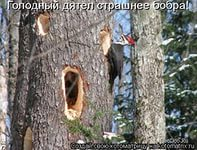 Голодный дятел страшнее бобра!
создай свою котоматрицу на kotomatrix.ru